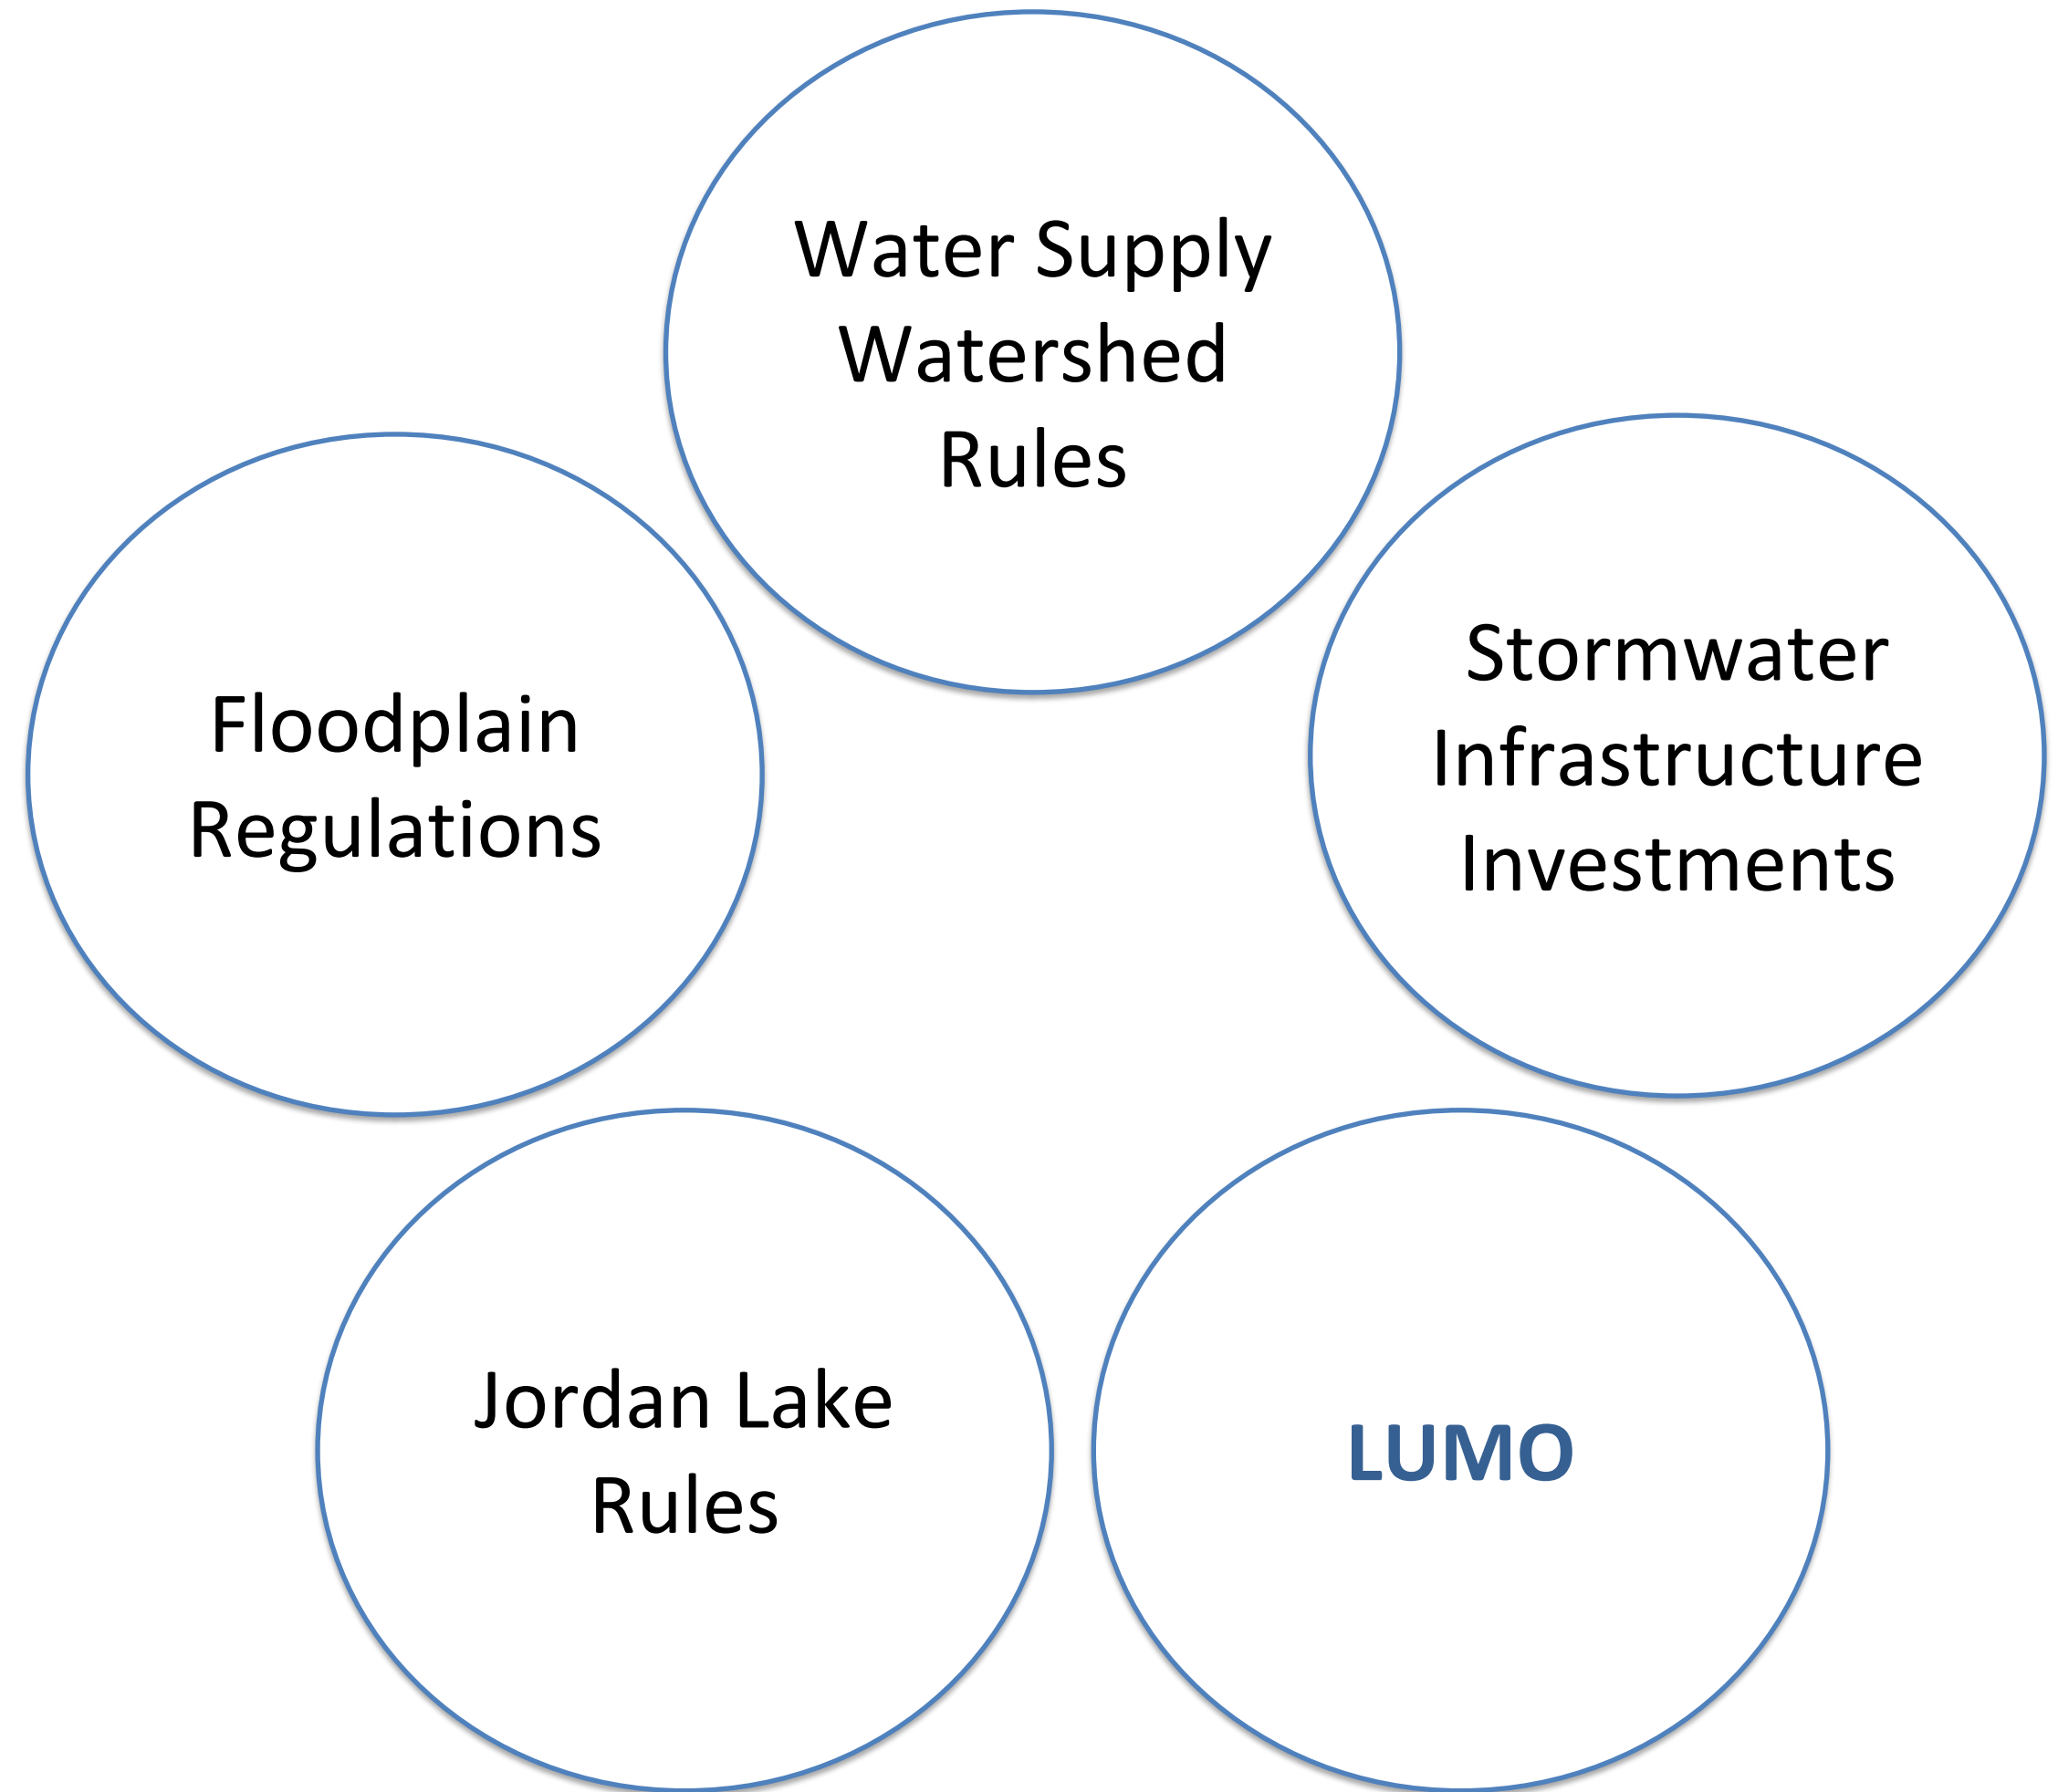 Water Supply
Watershed
Rules
Stormwater
Infrastructure
Investments
Floodplain
Regulations
Jordan Lake
Rules
LUMO